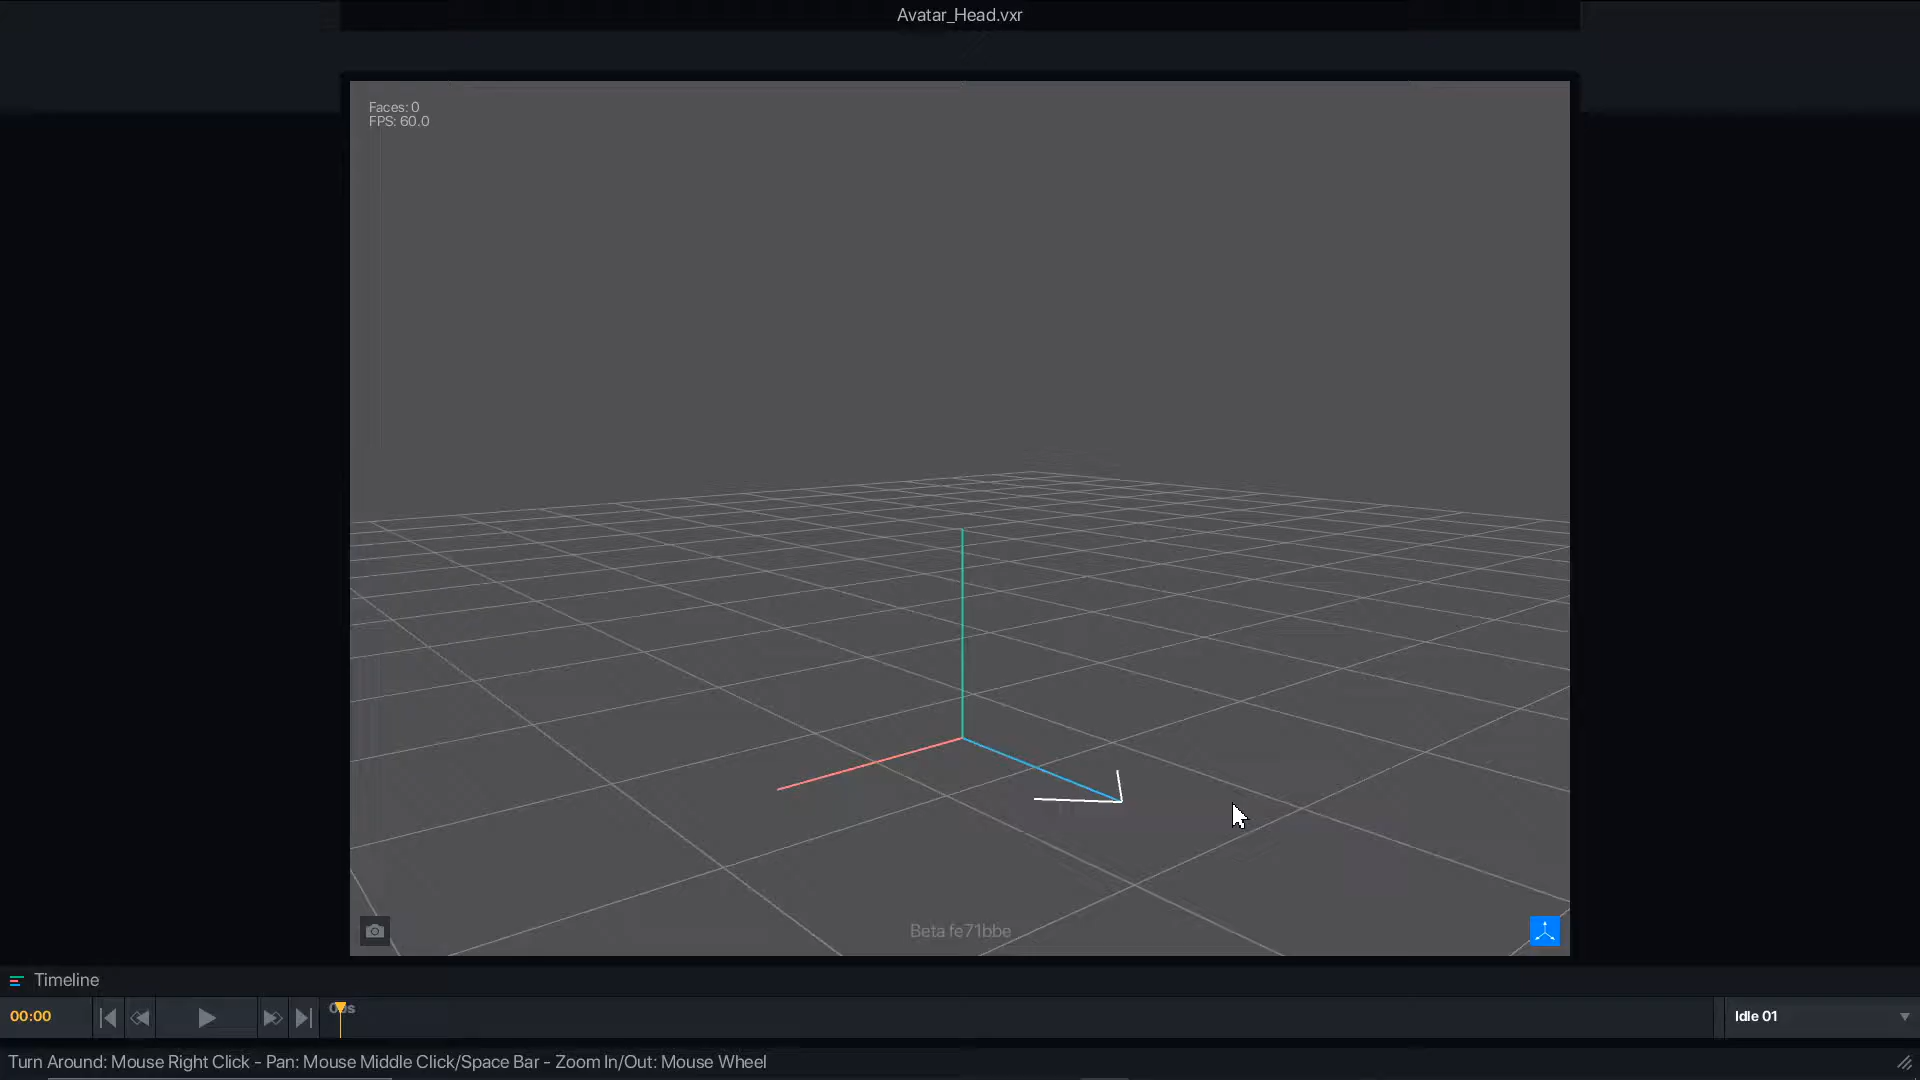 Avatar_Head.vxr
Faces: 0
FPS: 60.0
Beta fe71bbe
Timeline
00:00
Idle 01
Turn Around: Mouse Right Click - Pan: Mouse Middle Click/Space Bar - Zoom In/Out: Mouse Wheel